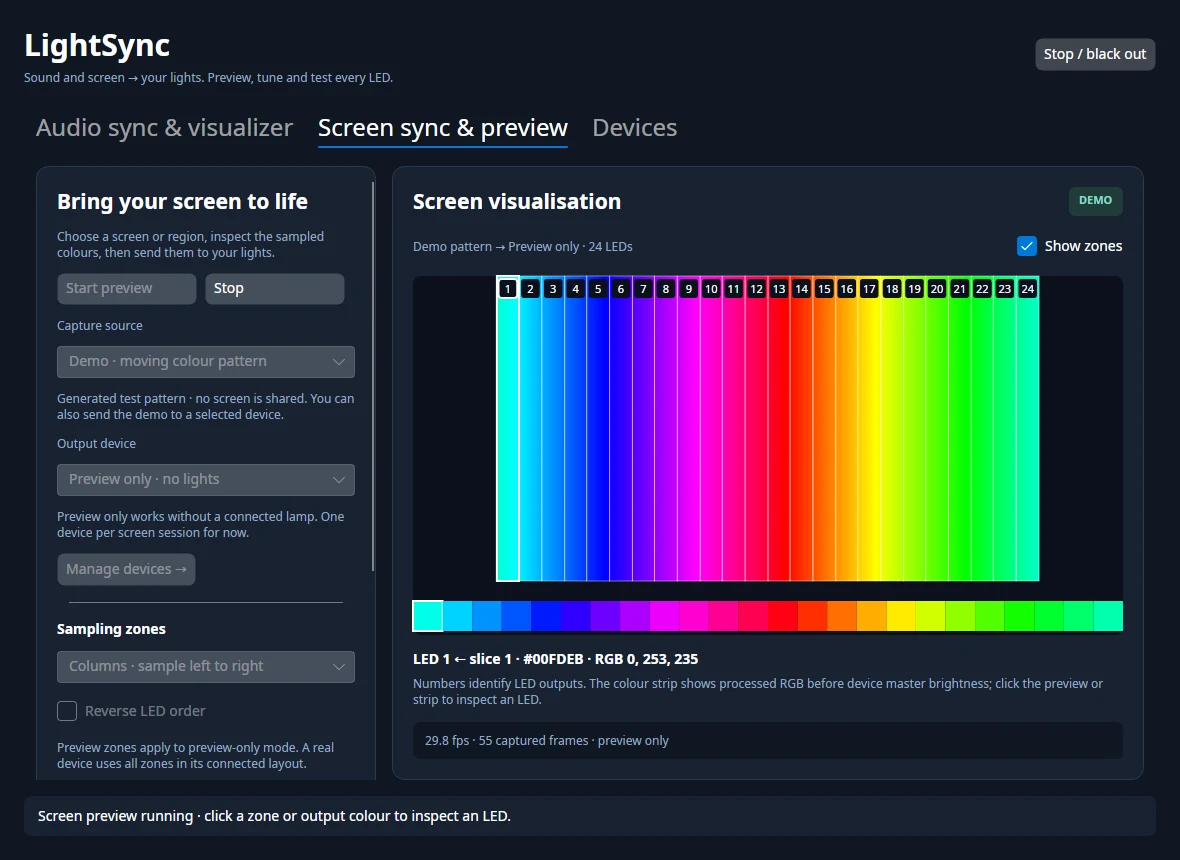 LightSync
Sound and screen → your lights. Preview, tune and test every LED.
Stop / black out
Audio sync & visualizer
Screen sync & preview
Devices
Bring your screen to life
Choose a screen or region, inspect the sampled
colours, then send them to your lights.
Start preview
Stop
Capture source
Demo · moving colour pattern
Generated test pattern · no screen is shared. You can
also send the demo to a selected device.
Output device
Preview only · no lights
Preview only works without a connected lamp. One
device per screen session for now.
Manage devices →
Sampling zones
Columns · sample left to right
Reverse LED order
Preview zones apply to preview-only mode. A real
device uses all zones in its connected layout.
Screen visualisation
DEMO
Demo pattern → Preview only · 24 LEDs
Show zones
1 2 3 4 5 6 7 8 9 10 11 12 13 14 15 16 17 18 19 20 21 22 23 24
LED 1 ← slice 1 · #00FDEB · RGB 0, 253, 235
Numbers identify LED outputs. The colour strip shows processed RGB before device master brightness; click the preview or
strip to inspect an LED.
29.8 fps · 55 captured frames · preview only
Screen preview running · click a zone or output colour to inspect an LED.